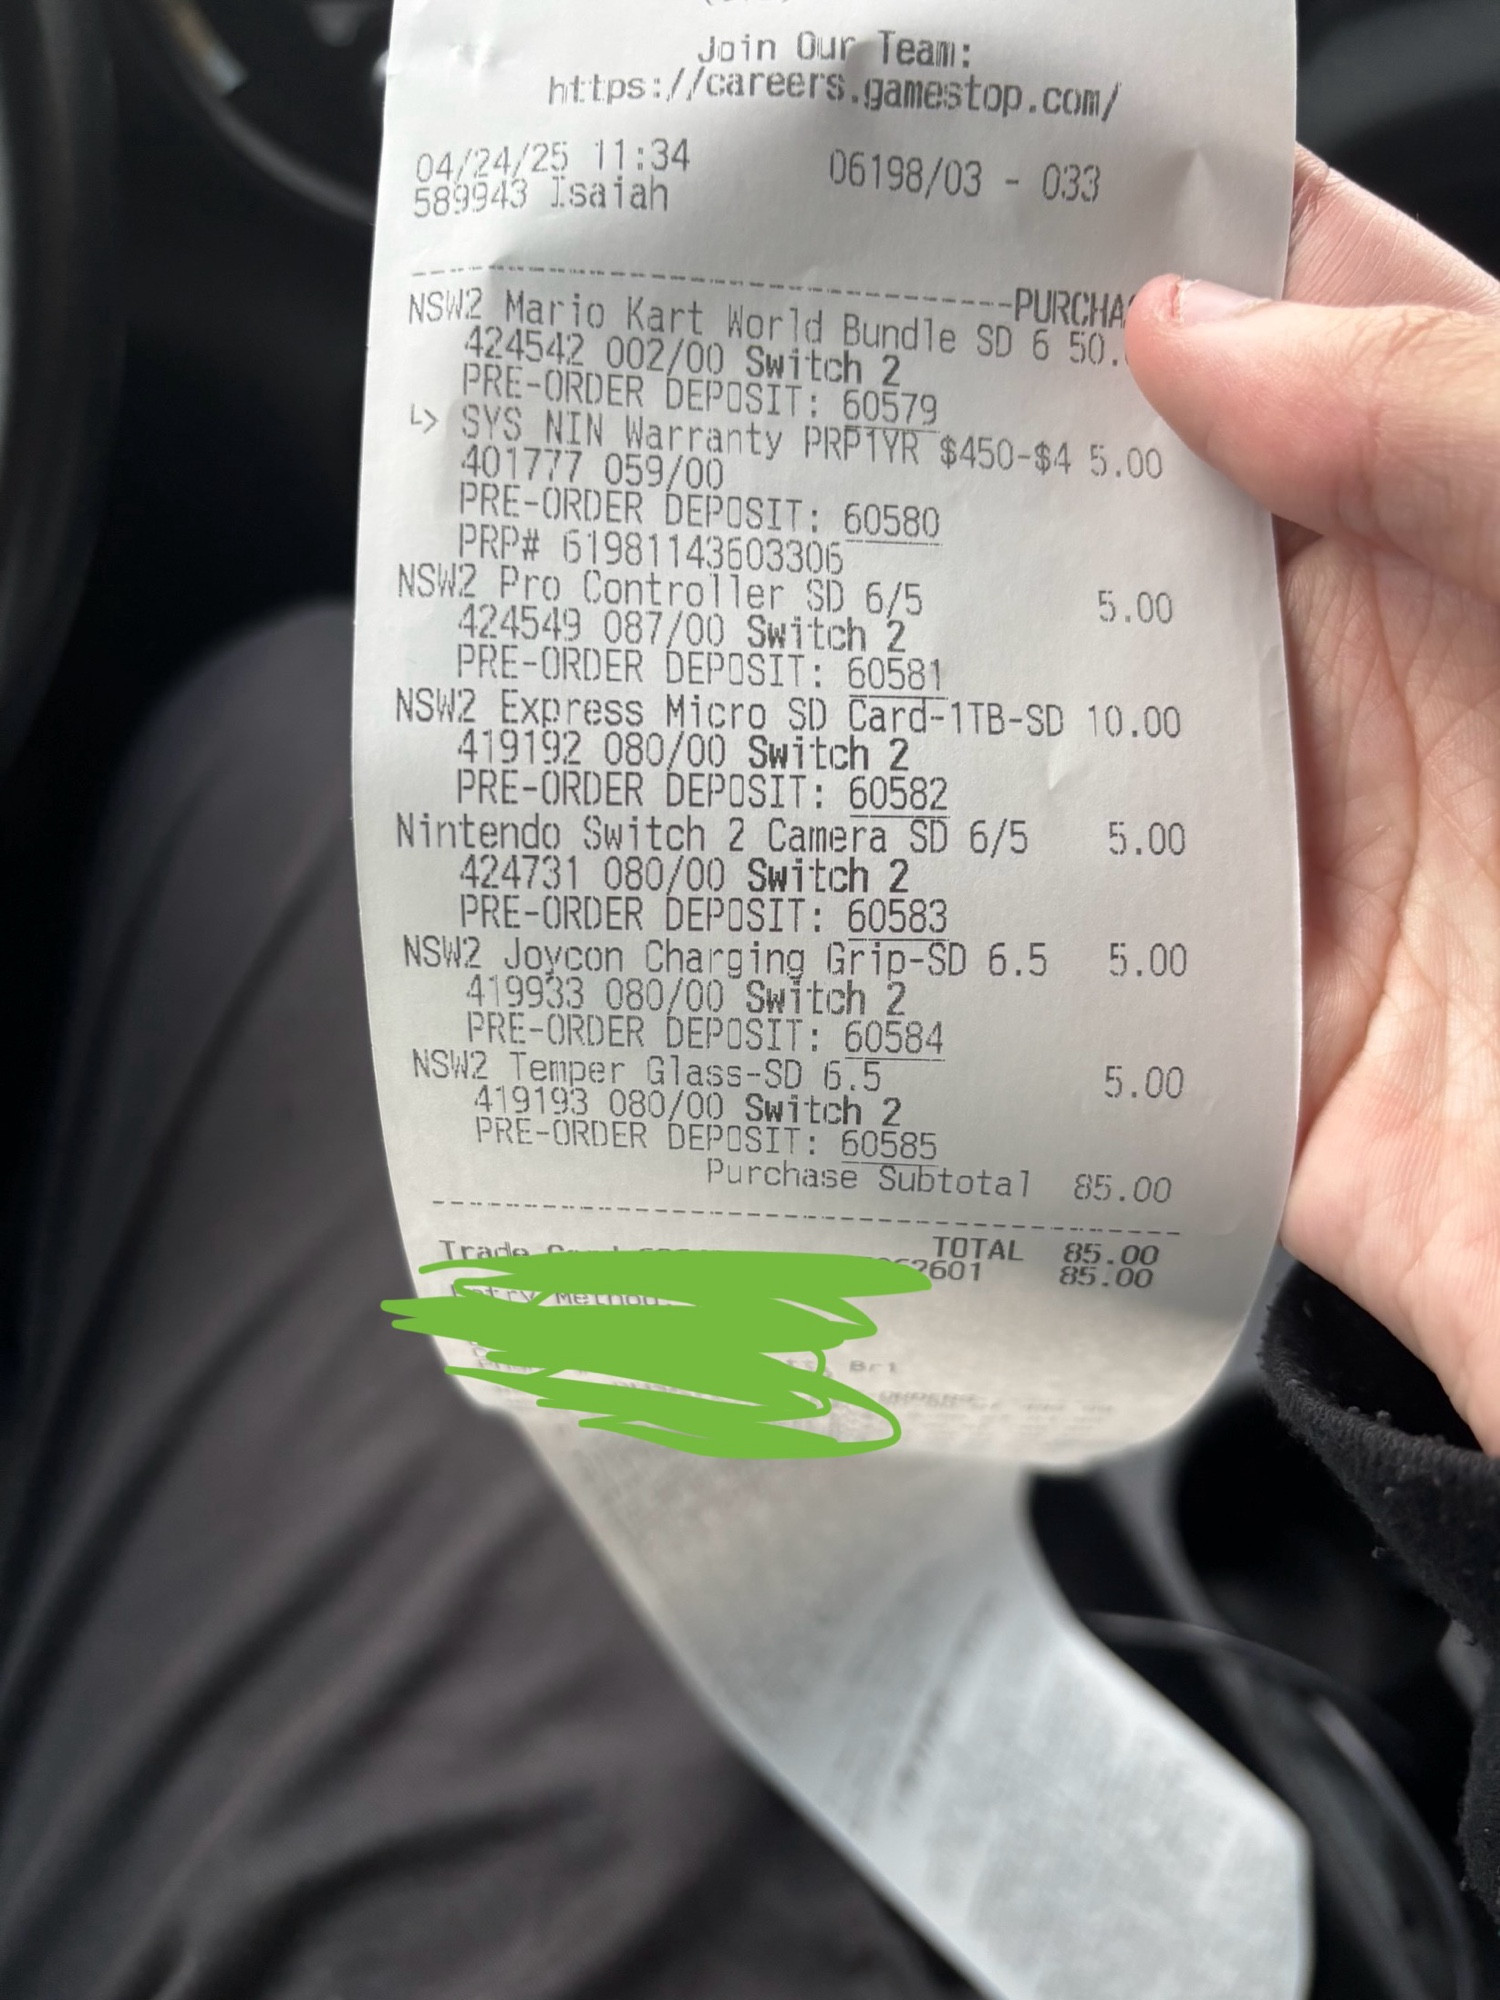 Join Our Team:
https://careers.gamestop.com/
04/24/25 11:34 06198/03 - 033
589943 Isaiah
--------------------------------PURCHA
NSW2 Mario Kart World Bundle SD 6 50.
424542 002/00 Switch 2
PRE-ORDER DEPOSIT: 60579
↳> SYS NIN Warranty PRP1YR $450-$4 5.00
401777 059/00
PRE-ORDER DEPOSIT: 60580
PRP# 61981143603306
NSW2 Pro Controller SD 6/5 5.00
424549 087/00 Switch 2
PRE-ORDER DEPOSIT: 60581
NSW2 Express Micro SD Card-1TB-SD 10.00
419192 080/00 Switch 2
PRE-ORDER DEPOSIT: 60582
Nintendo Switch 2 Camera SD 6/5 5.00
424731 080/00 Switch 2
PRE-ORDER DEPOSIT: 60583
NSW2 Joycon Charging Grip-SD 6.5 5.00
419933 080/00 Switch 2
PRE-ORDER DEPOSIT: 60584
NSW2 Temper Glass-SD 6.5 5.00
419193 080/00 Switch 2
PRE-ORDER DEPOSIT: 60585
Purchase Subtotal 85.00
TOTAL 85.00
Trade 2601 85.00
Entry Method: